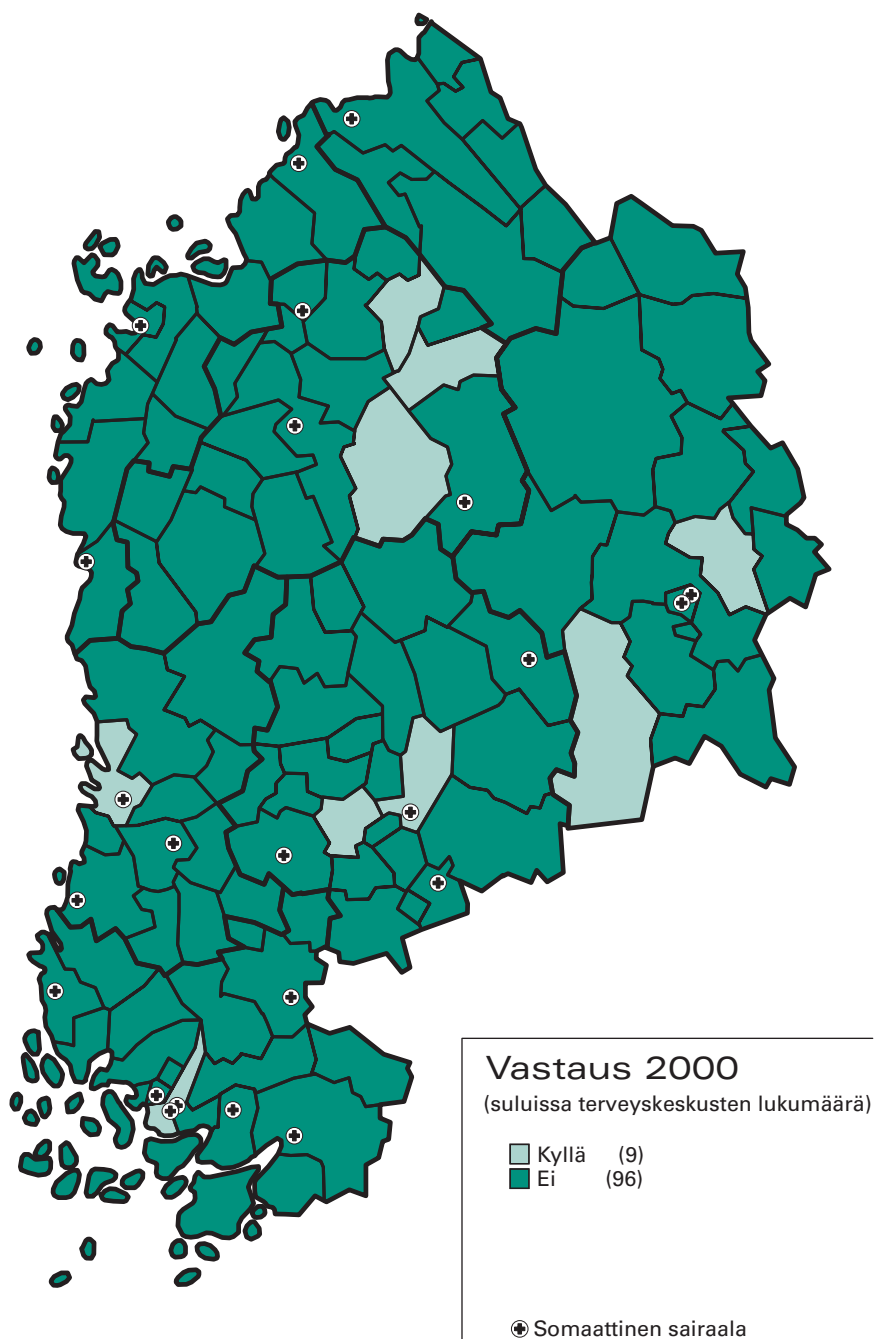 Vastaus 2000
(suluissa terveyskeskusten lukumäärä)
Kyllä (9)
Ei (96)
Somaattinen sairaala